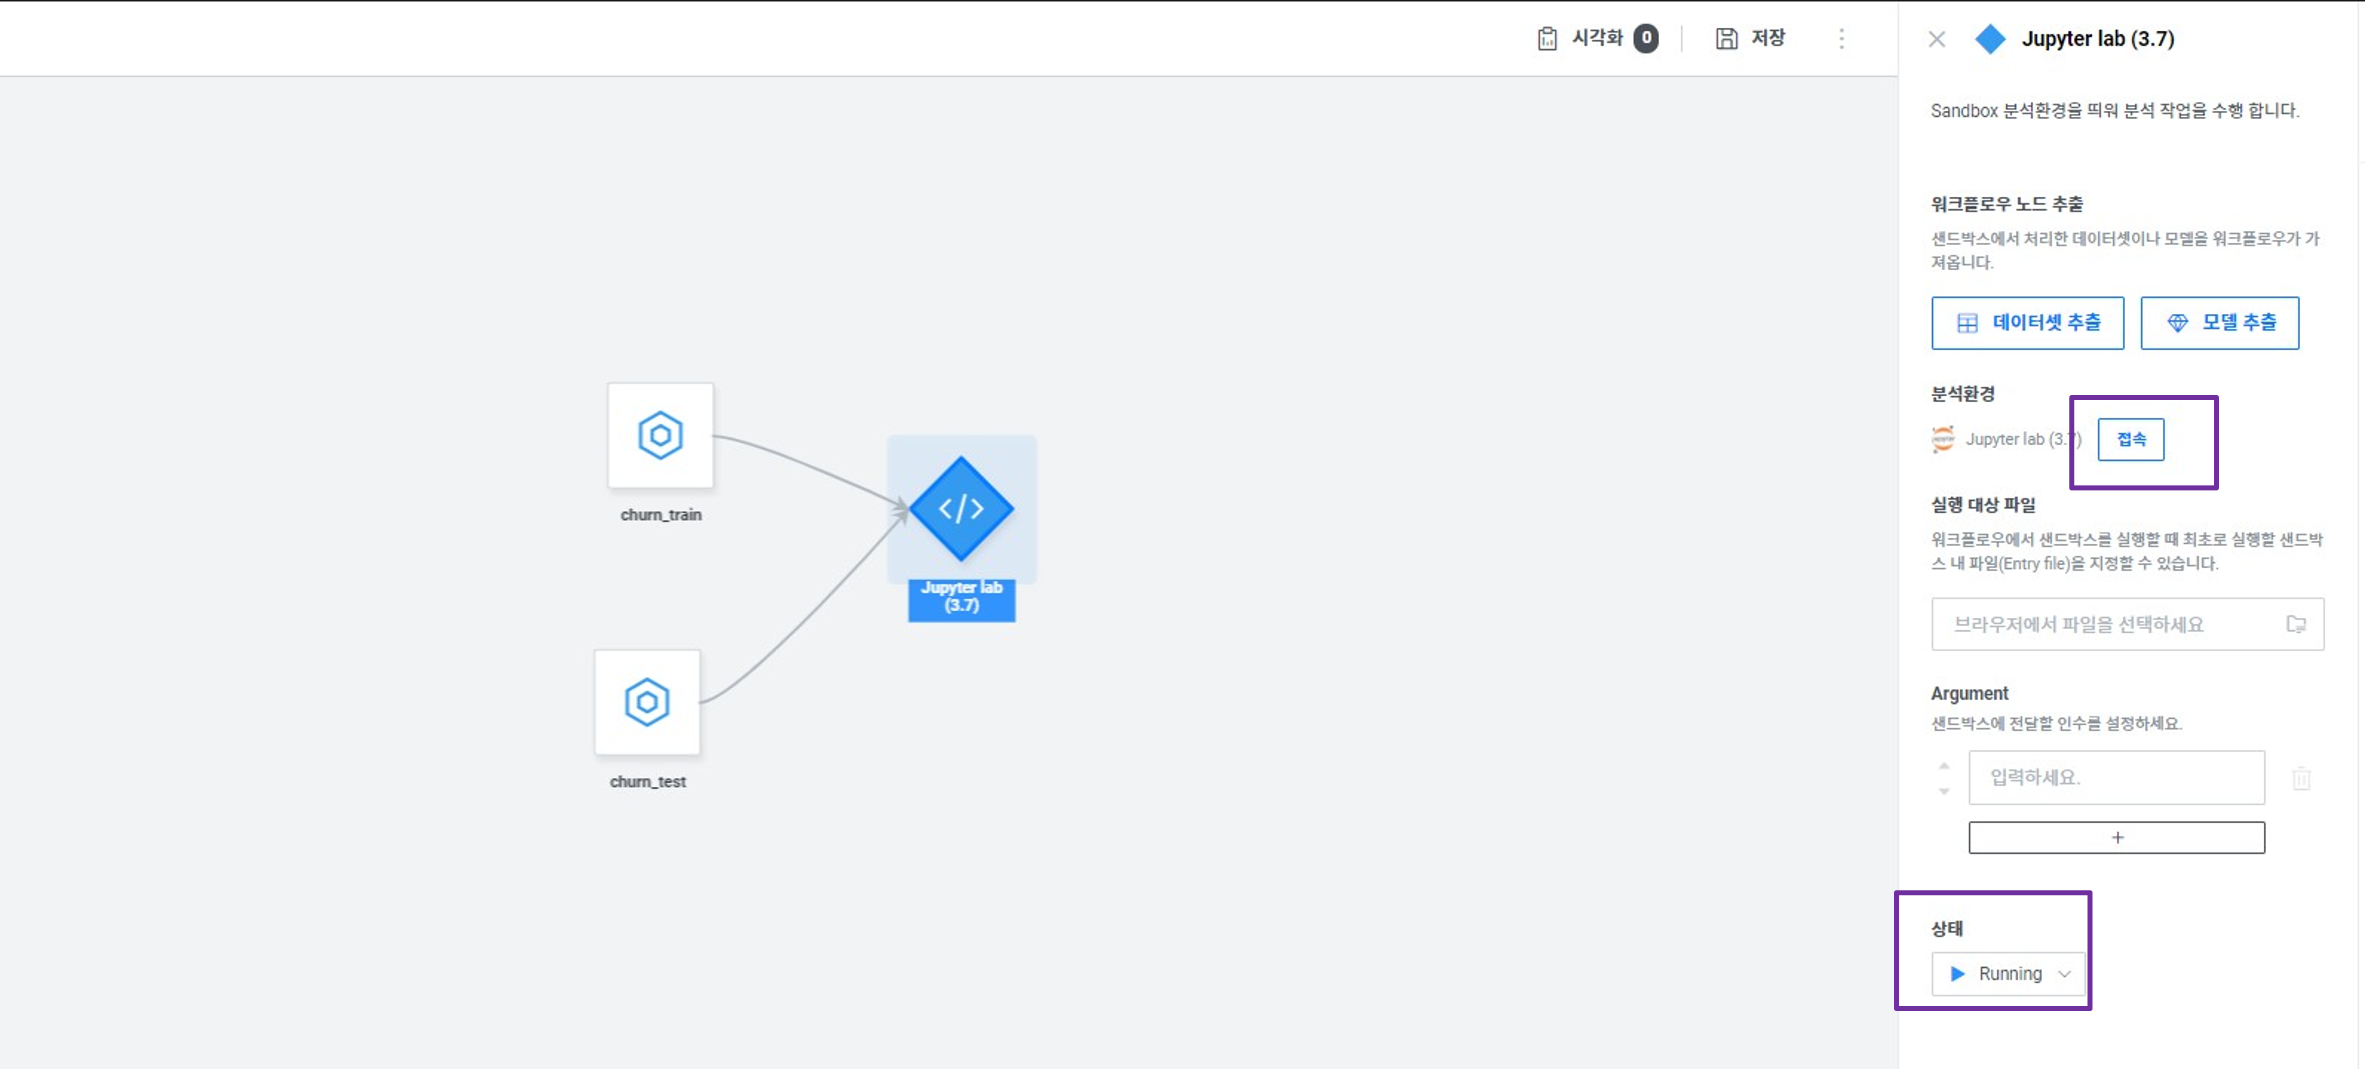 시각화 0
저장
Jupyter lab (3.7)
Sandbox 분석환경을 띄워 분석 작업을 수행 합니다.
워크플로우 노드 추출
샌드박스에서 처리한 데이터셋이나 모델을 워크플로우가 가
져옵니다.
데이터셋 추출
모델 추출
분석환경
Jupyter lab (3.7)
접속
실행 대상 파일
워크플로우에서 샌드박스를 실행할 때 최초로 실행할 샌드박
스 내 파일(Entry file)을 지정할 수 있습니다.
브라우저에서 파일을 선택하세요
Argument
샌드박스에 전달할 인수를 설정하세요.
입력하세요.
+
상태
Running
churn_train
Jupyter lab
(3.7)
churn_test